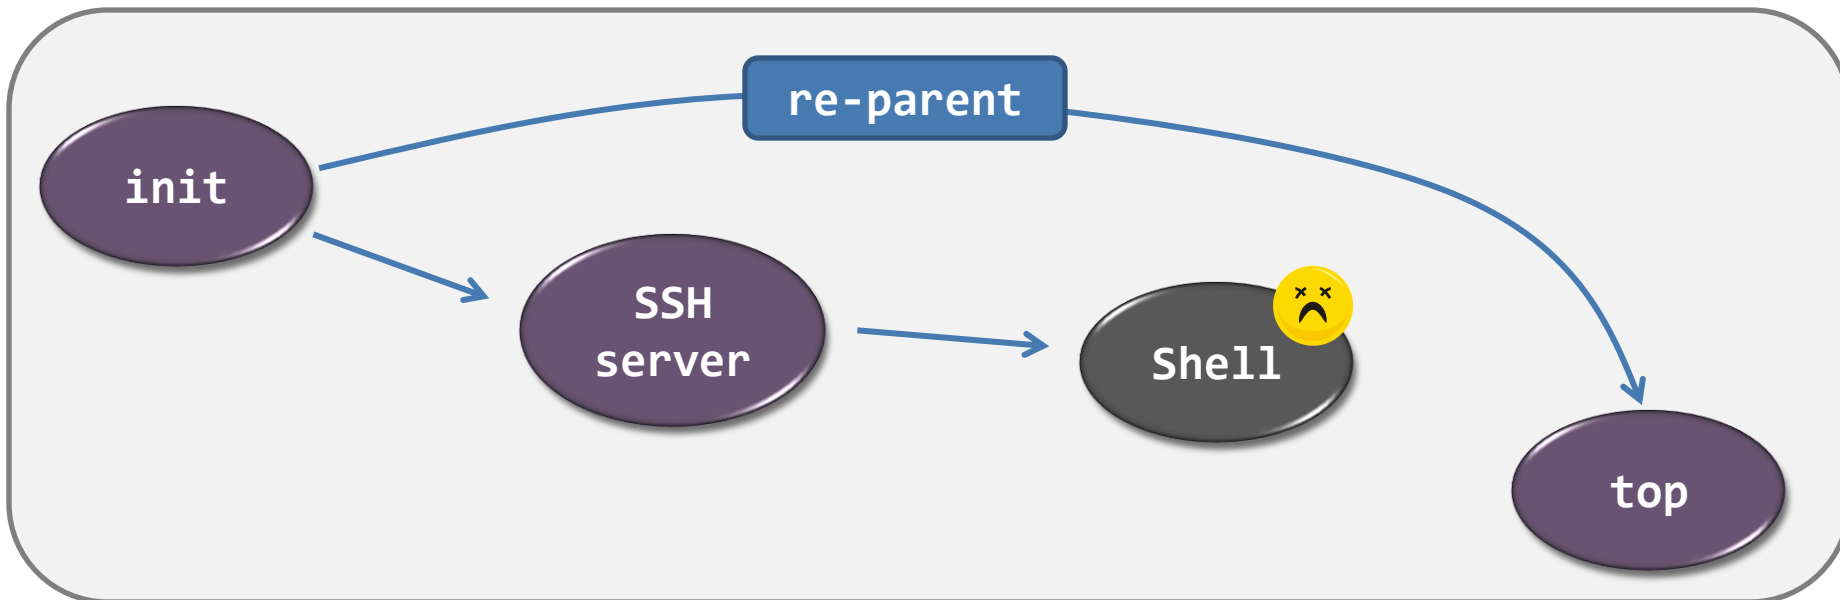 re-parent
init
SSH
server
Shell
top